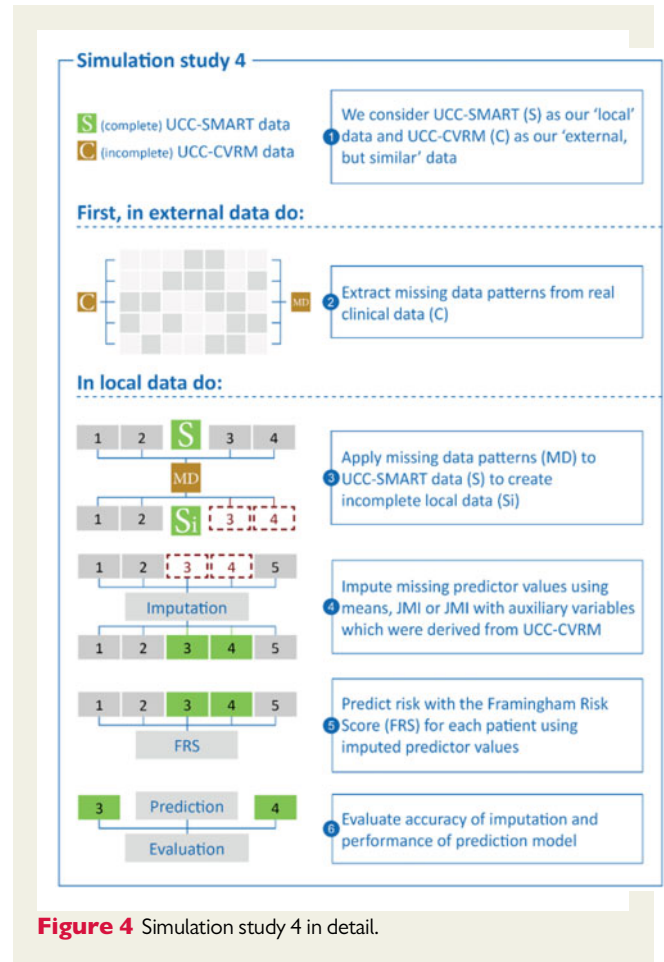 Simulation study 4
S (complete) UCC-SMART data
C (incomplete) UCC-CVRM data
1 We consider UCC-SMART (S) as our 'local'
data and UCC-CVRM (C) as our 'external,
but similar' data
First, in external data do:
C MD
2 Extract missing data patterns from real
clinical data (C)
In local data do:
1 2 S 3 4
MD
1 2 Si 3 4
3 Apply missing data patterns (MD) to
UCC-SMART data (S) to create
incomplete local data (Si)
1 2 3 4 5
Imputation
1 2 3 4 5
4 Impute missing predictor values using
means, JMI or JMI with auxiliary variables
which were derived from UCC-CVRM
1 2 3 4 5
FRS
5 Predict risk with the Framingham Risk
Score (FRS) for each patient using
imputed predictor values
3 Prediction 4
Evaluation
6 Evaluate accuracy of imputation and
performance of prediction model
Figure 4 Simulation study 4 in detail.